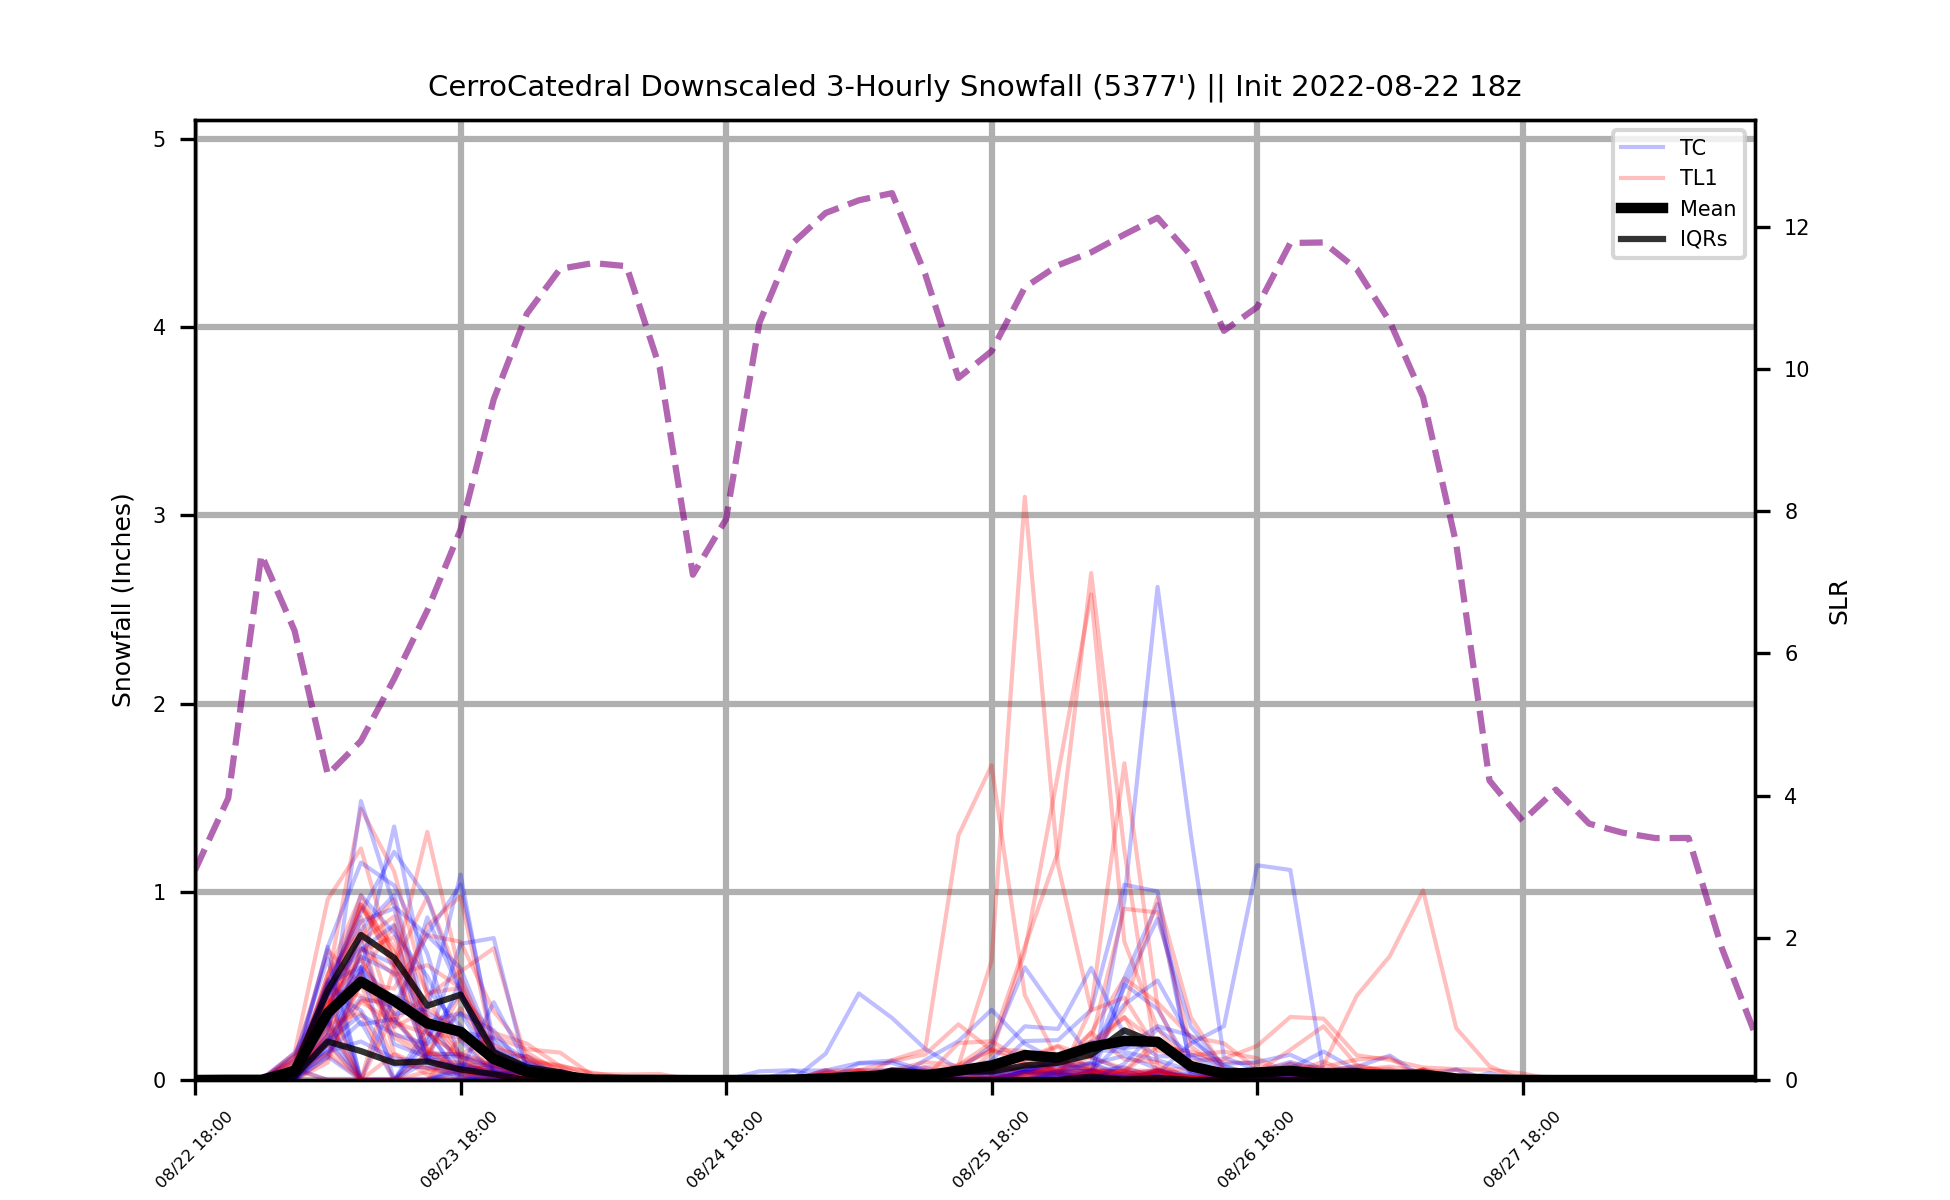 CerroCatedral Downscaled 3-Hourly Snowfall (5377') || Init 2022-08-22 18z
TC
TL1
Mean
IQRs
5
4
3
2
1
0
Snowfall (Inches)
12
10
8
6
4
2
0
SLR
08/22 18:00
08/23 18:00
08/24 18:00
08/25 18:00
08/26 18:00
08/27 18:00